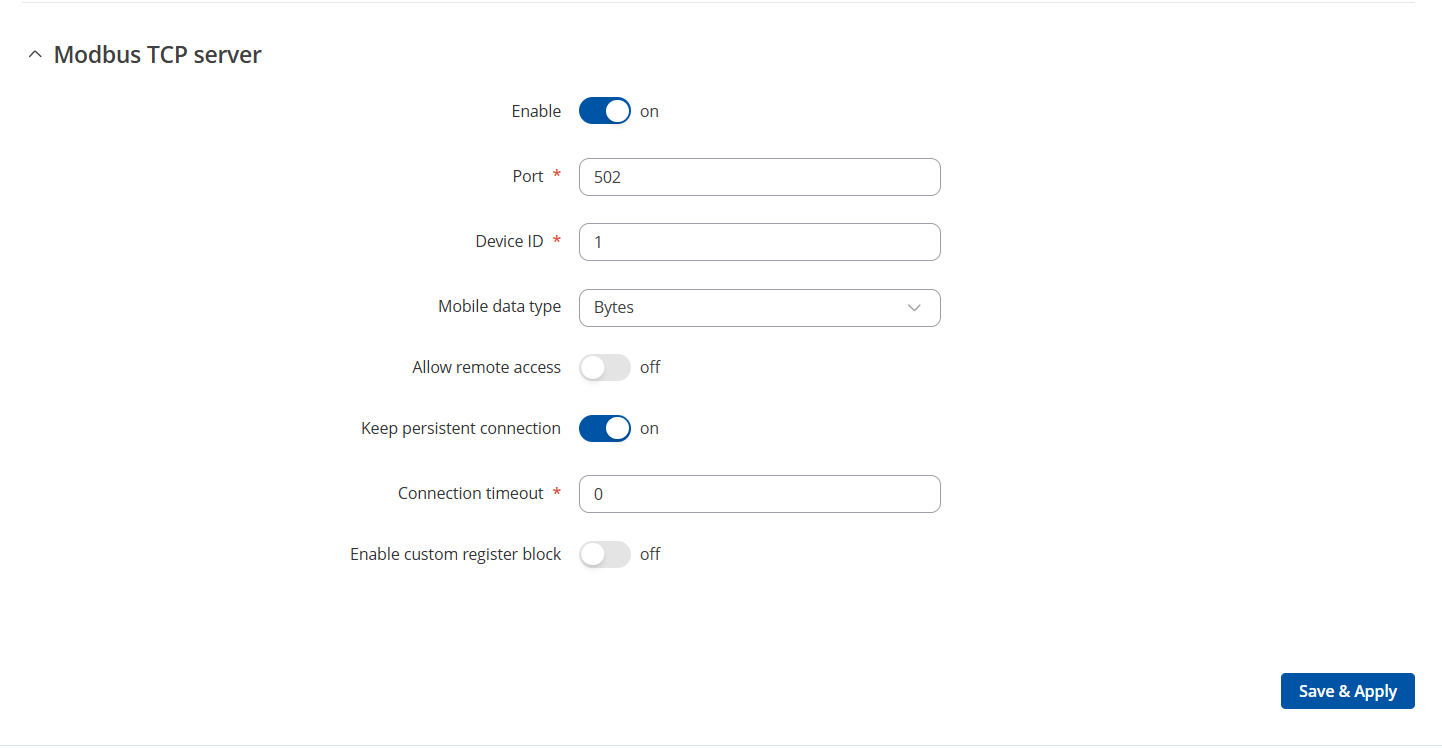 Modbus TCP server
Enable on
Port * 502
Device ID * 1
Mobile data type Bytes
Allow remote access off
Keep persistent connection on
Connection timeout * 0
Enable custom register block off
Save & Apply